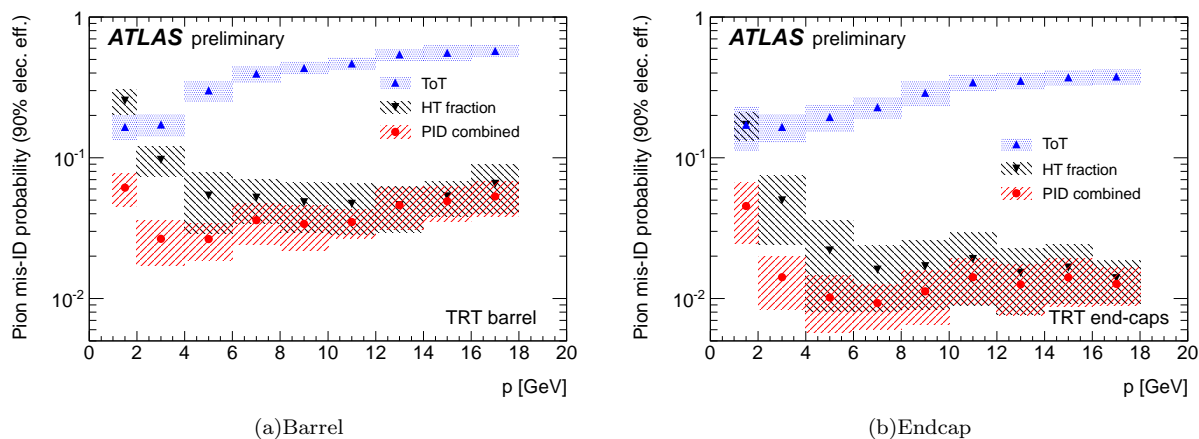 Pion mis-ID probability (90% elec. eff.)
1
10⁻¹
10⁻²
ATLAS preliminary
ToT
HT fraction
PID combined
TRT barrel
0 2 4 6 8 10 12 14 16 18 20
p [GeV]
(a)Barrel
Pion mis-ID probability (90% elec. eff.)
1
10⁻¹
10⁻²
ATLAS preliminary
ToT
HT fraction
PID combined
TRT end-caps
0 2 4 6 8 10 12 14 16 18 20
p [GeV]
(b)Endcap